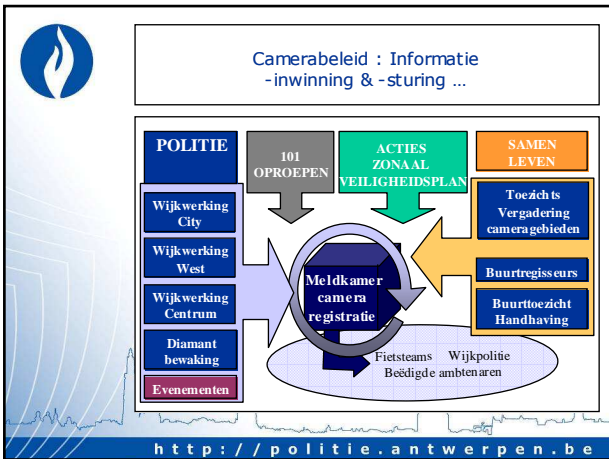 Camerabeleid : Informatie
-inwinning & -sturing ...
POLITIE
101
OPROEPEN
ACTIES
ZONAAL
VEILIGHEIDSPLAN
SAMEN
LEVEN
Wijkwerking
City
Wijkwerking
West
Wijkwerking
Centrum
Diamant
bewaking
Evenementen
Meldkamer
camera
registratie
Toezichts
Vergadering
cameragebieden
Buurtregisseurs
Buurttoezicht
Handhaving
Fietsteams Wijkpolitie
Beëdigde ambtenaren
http://politie.antwerpen.be